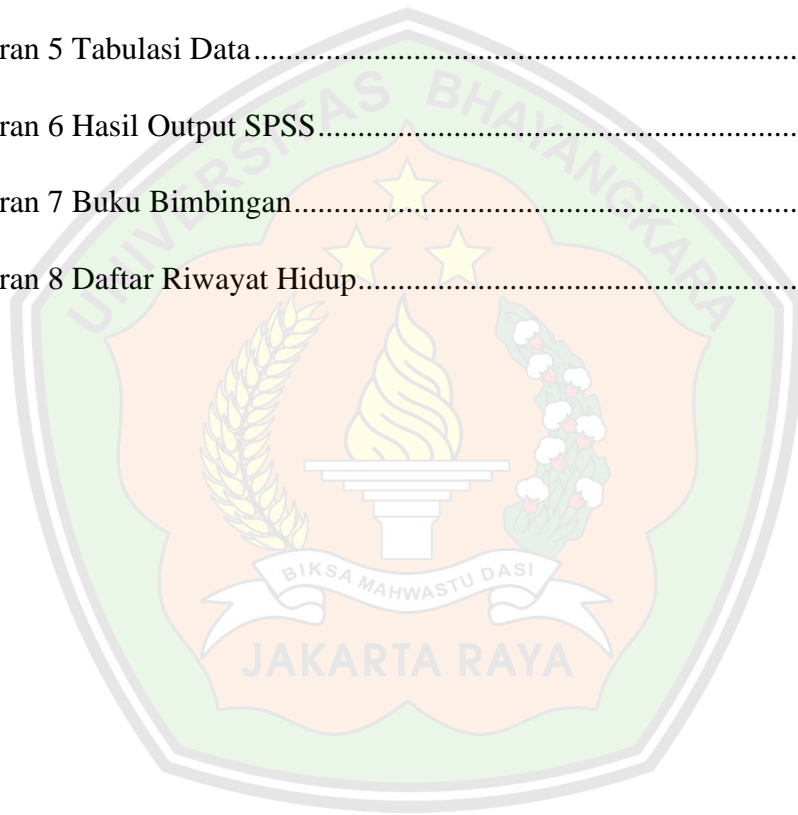 ran 5 Tabulasi Data....................................................................
ran 6 Hasil Output SPSS............................................................
ran 7 Buku Bimbingan...............................................................
ran 8 Daftar Riwayat Hidup.......................................................
UNIVERSITAS BHAYANGKARA
BIKSA MAHWASTU DASI
JAKARTA RAYA